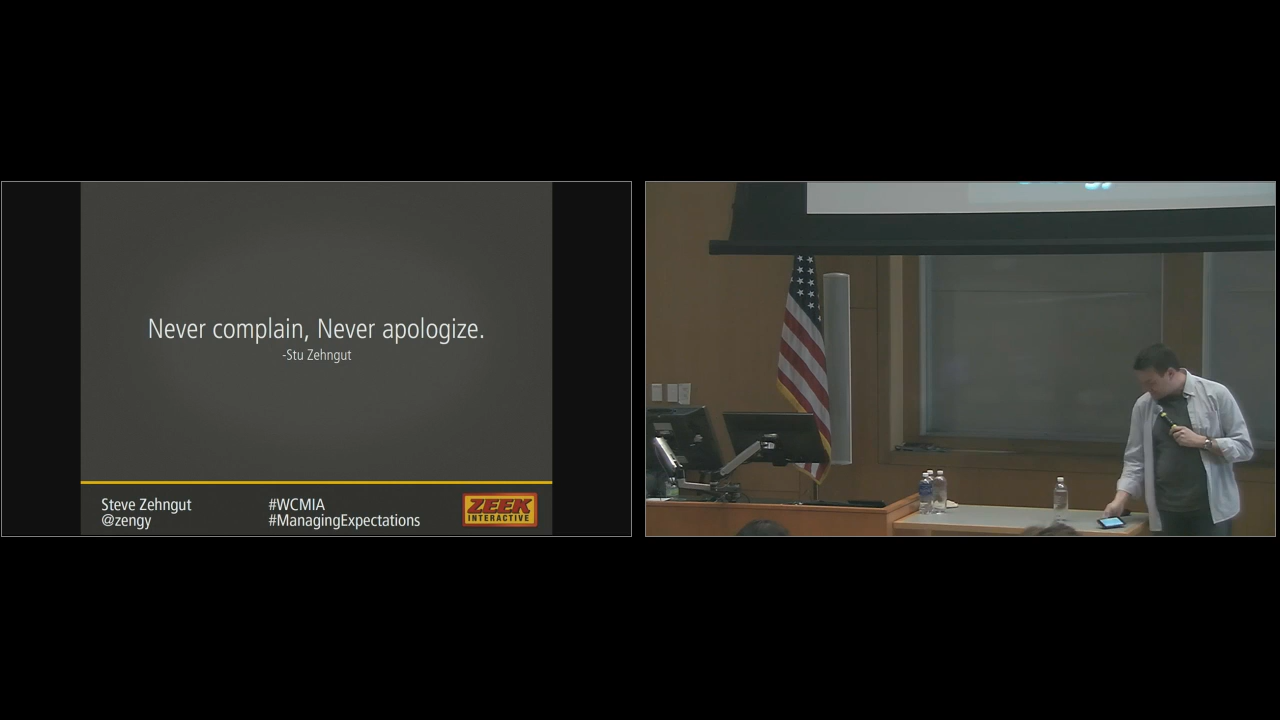 Never complain, Never apologize.
-Stu Zehngut
Steve Zehngut
@zengy
#WCMIA
#ManagingExpectations
ZEEK
INTERACTIVE